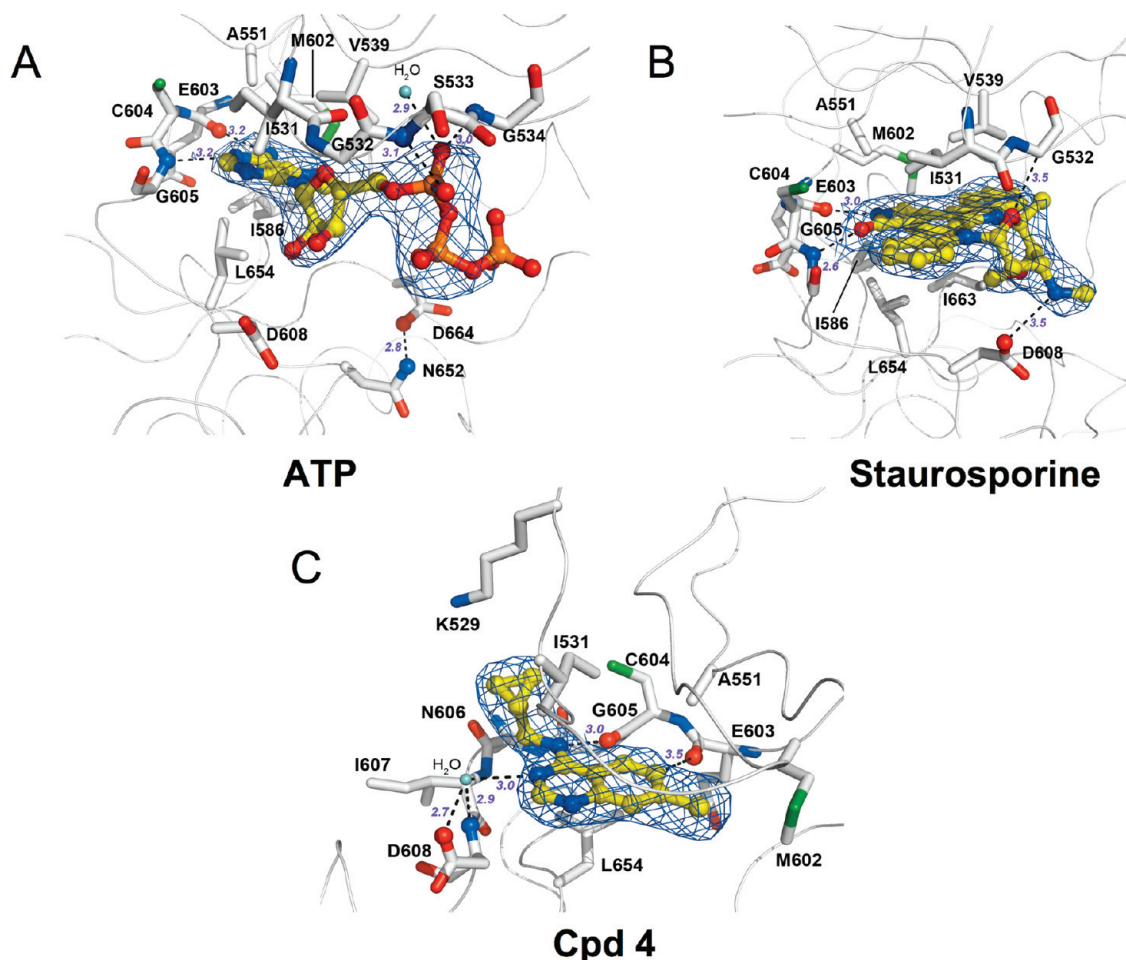 A
A551
M602
V539
H₂O
E603
S533
C604
2.9
3.2
I531
G532
3.0
G534
3.1
3.2
G605
I586
L654
D664
D608
2.8
N652
ATP
B
V539
A551
M602
G532
C604
E603
I531
3.5
3.0
G605
2.6
I663
I586
3.5
L654
D608
Staurosporine
C
K529
I531
C604
A551
N606
G605
E603
3.0
I607
H₂O
3.5
3.0
2.9
2.7
D608
L654
M602
Cpd 4